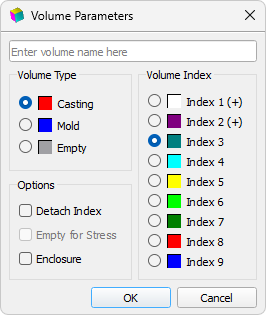 Volume Parameters
Enter volume name here
Volume Type
Casting
Mold
Empty
Options
Detach Index
Empty for Stress
Enclosure
Volume Index
Index 1 (+)
Index 2 (+)
Index 3
Index 4
Index 5
Index 6
Index 7
Index 8
Index 9
OK
Cancel